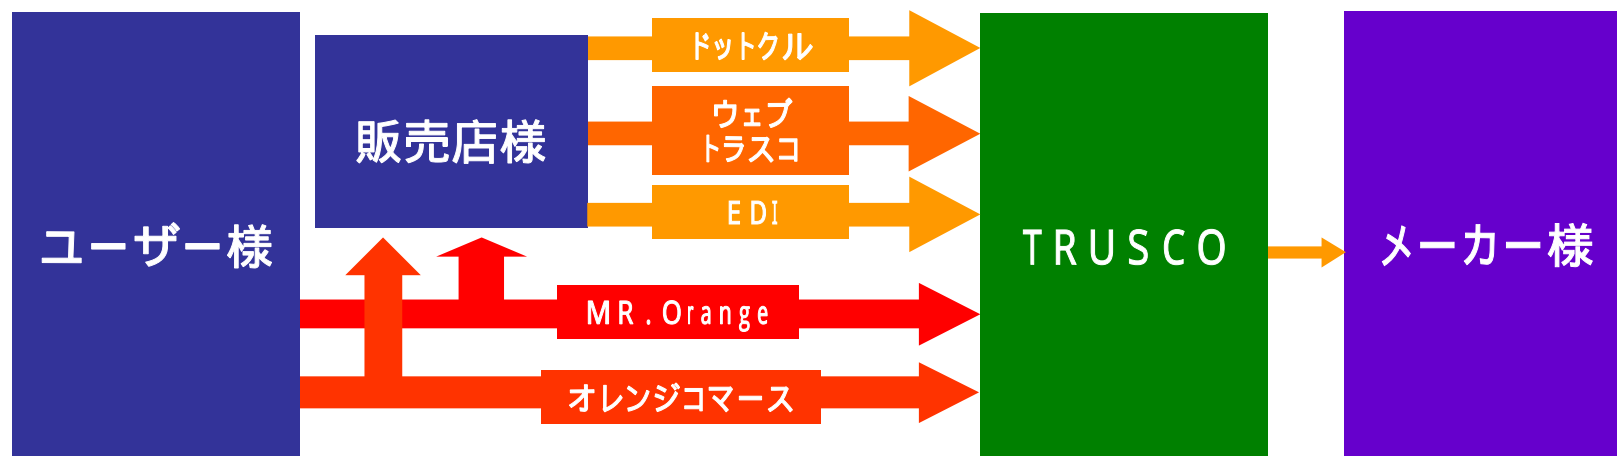 ユーザー様
販売店様
ドットクル
ウェブ
トラスコ
EDI
MR.Orange
オレンジコマース
TRUSCO
メーカー様